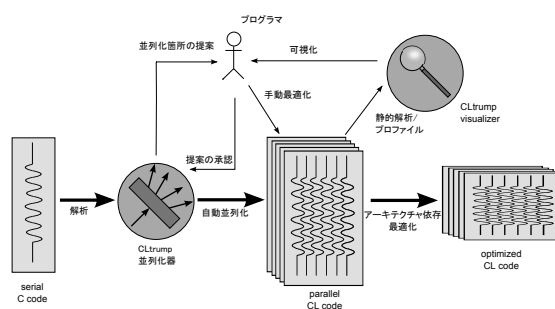 プログラマ
並列化箇所の提案
可視化
手動最適化
CLtrump
visualizer
静的解析/
プロファイル
提案の承認
解析
自動並列化
アーキテクチャ依存
最適化
CLtrump
並列化器
serial
C code
parallel
CL code
optimized
CL code